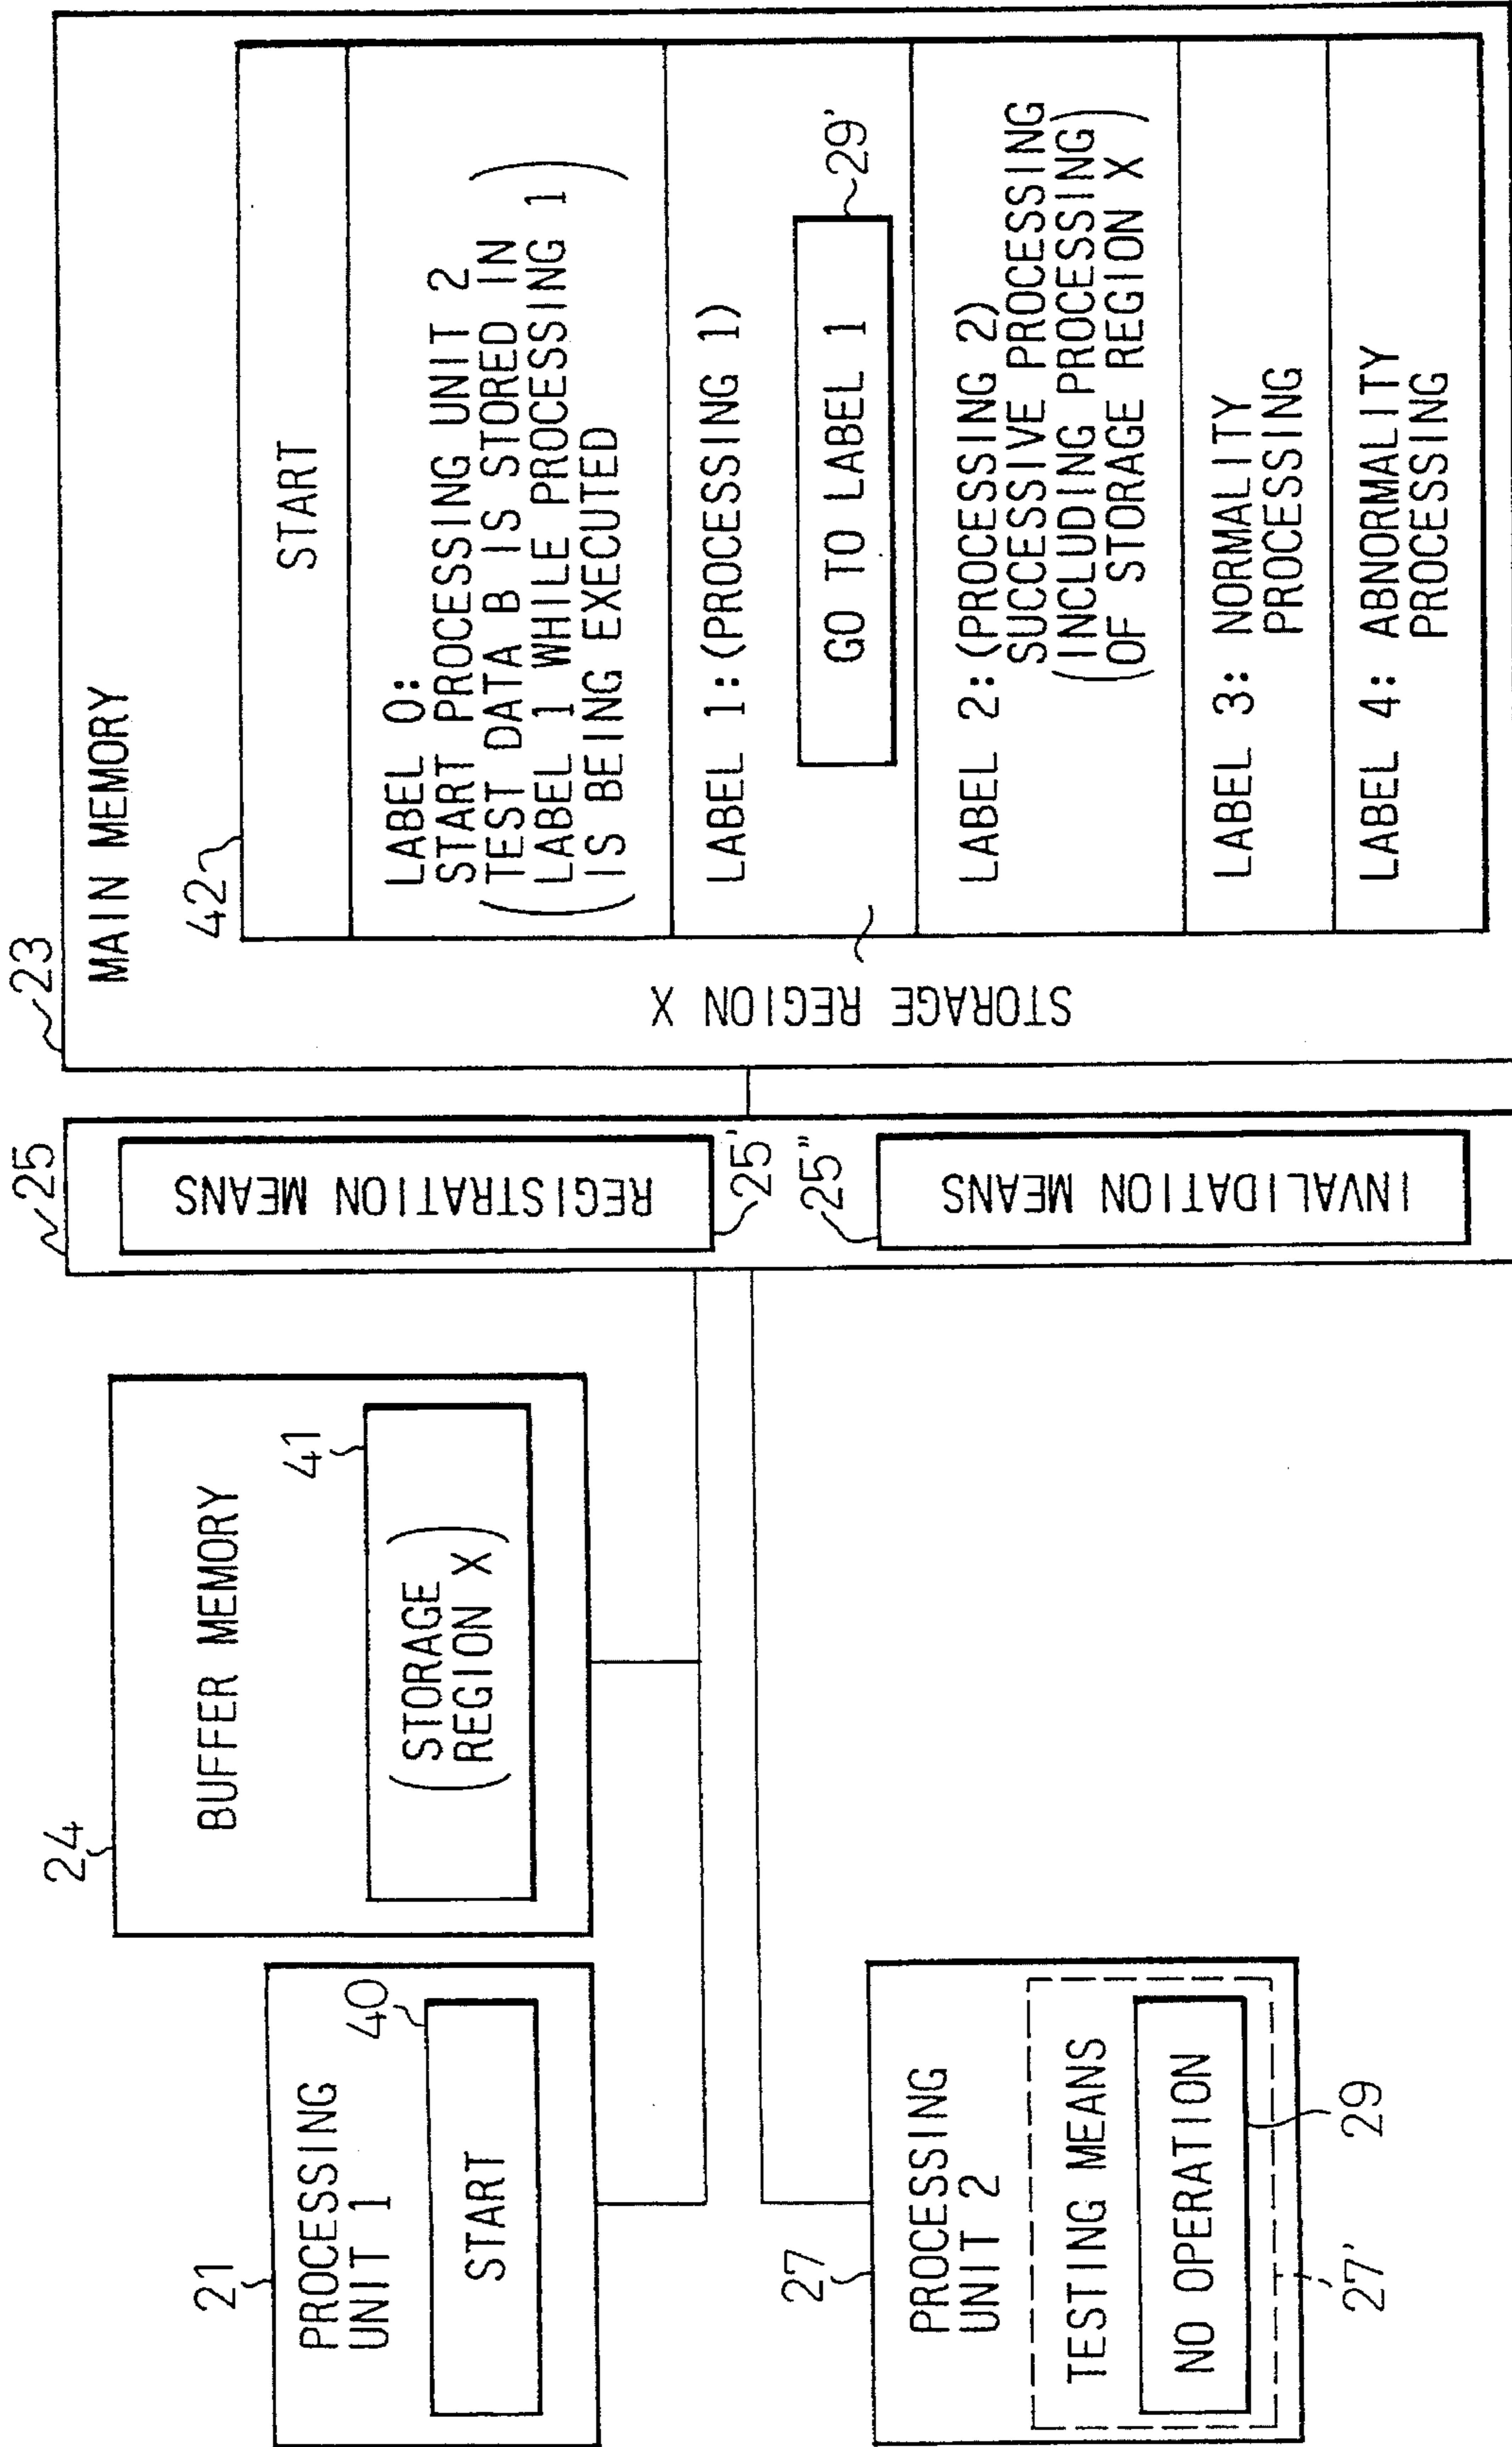 21
PROCESSING
UNIT 1
40
START
24
BUFFER MEMORY
41
(STORAGE
REGION X)
27
PROCESSING
UNIT 2
TESTING MEANS
NO OPERATION
29
27'
25
REGISTRATION MEANS
25'
25"
INVALIDATION MEANS
23
MAIN MEMORY
42
START
LABEL 0:
START PROCESSING UNIT 2
(TEST DATA B IS STORED IN
LABEL 1 WHILE PROCESSING 1
IS BEING EXECUTED)
LABEL 1:(PROCESSING 1)
GO TO LABEL 1
29'
STORAGE REGION X
LABEL 2:(PROCESSING 2)
SUCCESSIVE PROCESSING
(INCLUDING PROCESSING
OF STORAGE REGION X)
LABEL 3: NORMALITY
PROCESSING
LABEL 4: ABNORMALITY
PROCESSING